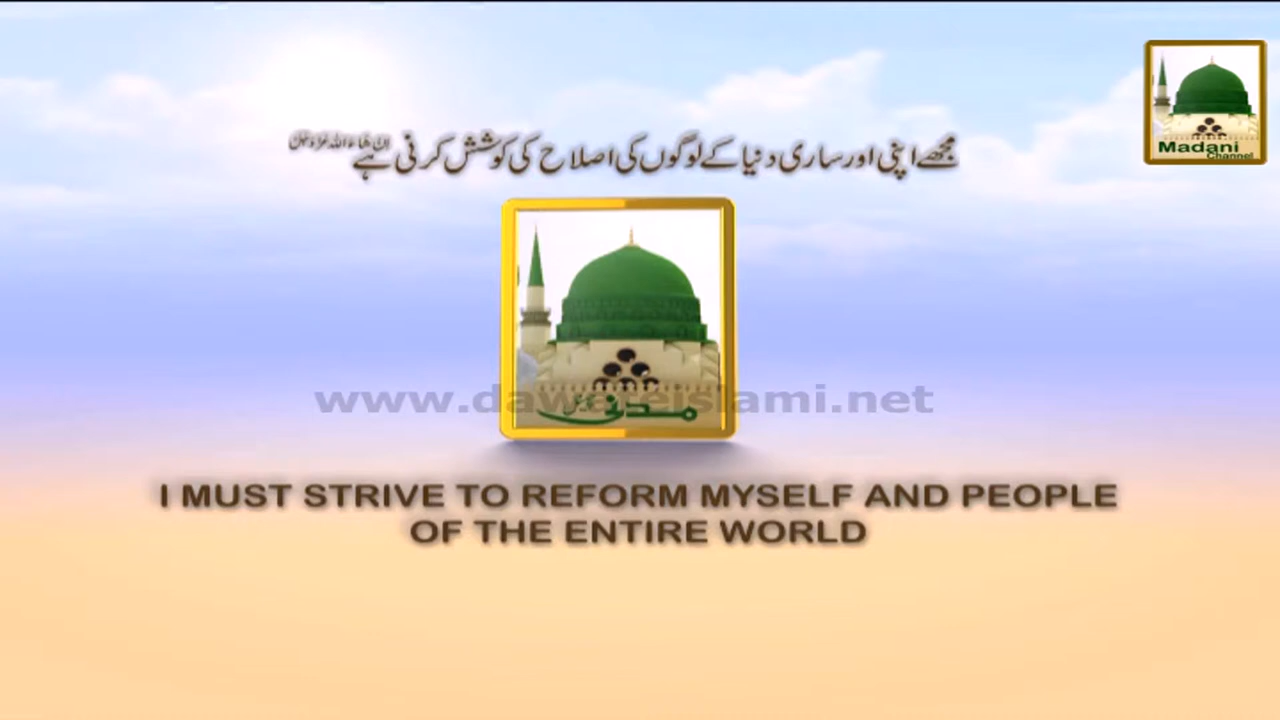 مجھے اپنی اور ساری دنیا کے لوگوں کی اصلاح کی کوشش کرنی ہے ان شاء اللہ عزوجل
Madani
Channel
مدنی
www.dawateislami.net
I MUST STRIVE TO REFORM MYSELF AND PEOPLE
OF THE ENTIRE WORLD